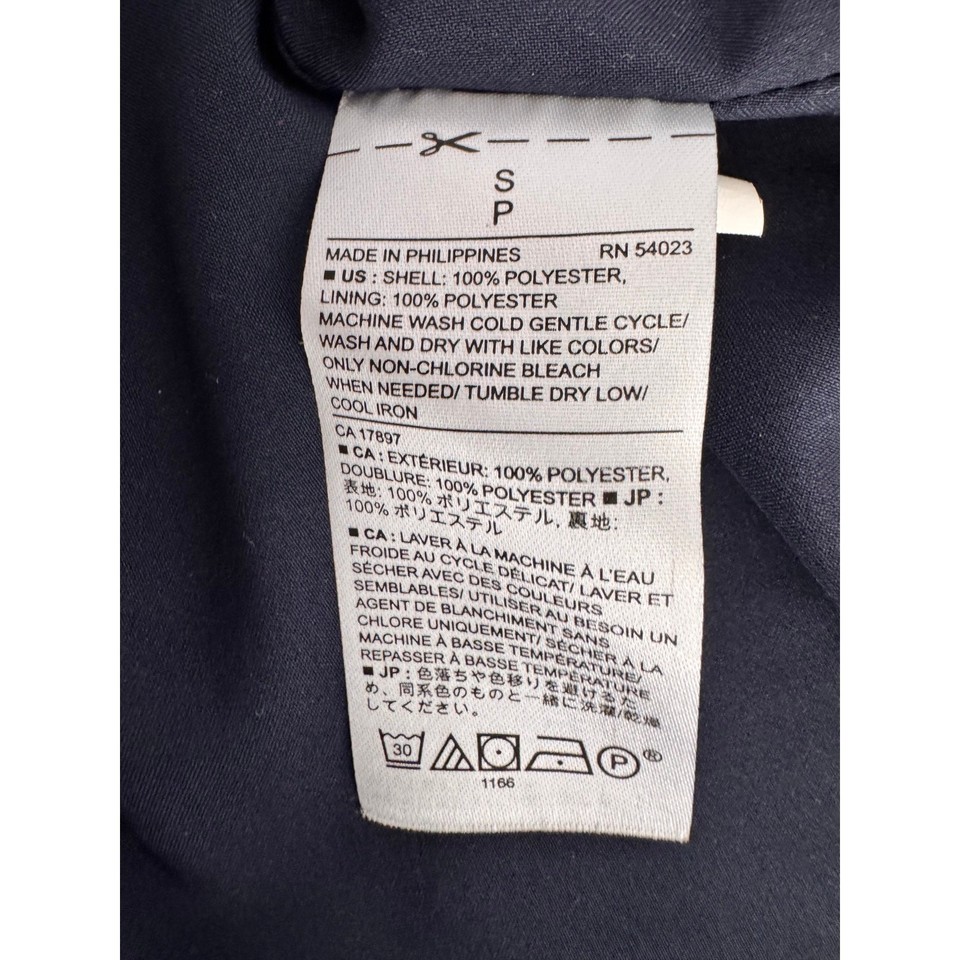 S
P
MADE IN PHILIPPINES RN 54023
■ US : SHELL: 100% POLYESTER,
LINING: 100% POLYESTER
MACHINE WASH COLD GENTLE CYCLE/
WASH AND DRY WITH LIKE COLORS/
ONLY NON-CHLORINE BLEACH
WHEN NEEDED/ TUMBLE DRY LOW/
COOL IRON
CA 17897
■ CA : EXTÉRIEUR: 100% POLYESTER,
DOUBLURE: 100% POLYESTER ■ JP :
表地: 100% ポリエステル, 裏地:
100% ポリエステル
■ CA : LAVER À LA MACHINE À L'EAU
FROIDE AU CYCLE DÉLICAT/ LAVER ET
SÉCHER AVEC DES COULEURS
SEMBLABLES/ UTILISER AU BESOIN UN
AGENT DE BLANCHIMENT SANS
CHLORE UNIQUEMENT/ SÉCHER À LA
MACHINE À BASSE TEMPÉRATURE/
REPASSER À BASSE TEMPÉRATURE
■ JP : 色落ちや色移りを避けるた
め、同系色のものと一緒に洗濯/乾燥
してください。
30 P ®
1166